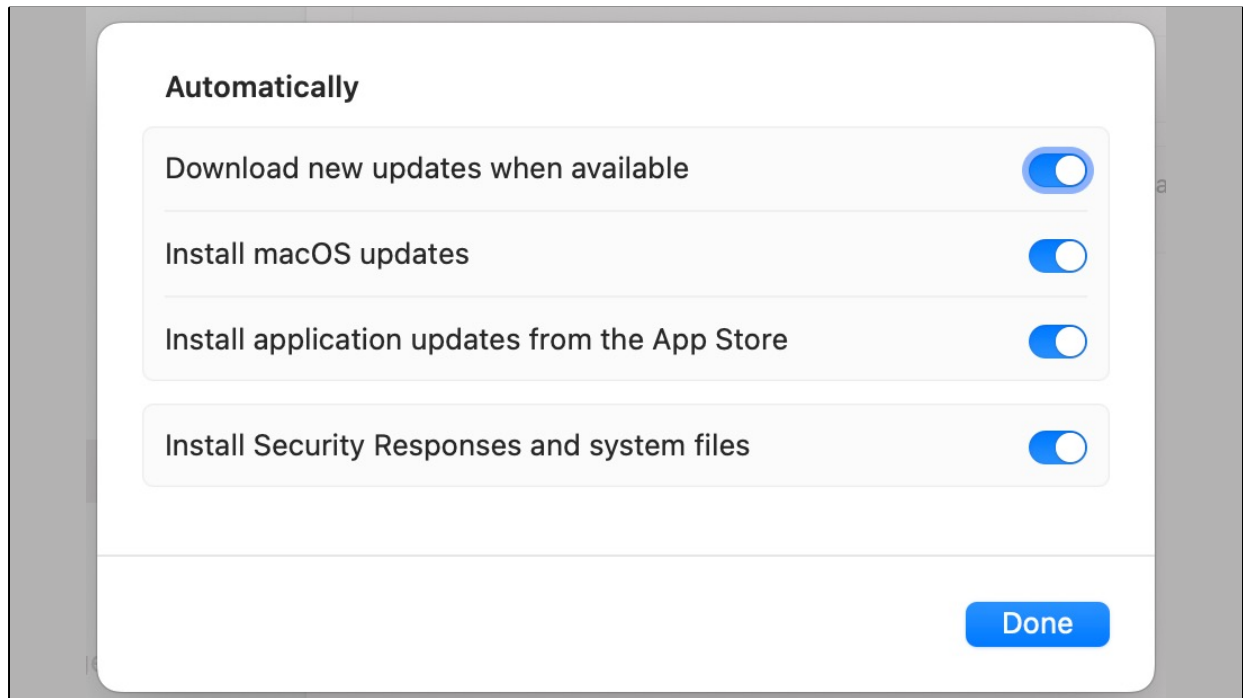 Automatically
Download new updates when available
Install macOS updates
Install application updates from the App Store
Install Security Responses and system files
Done